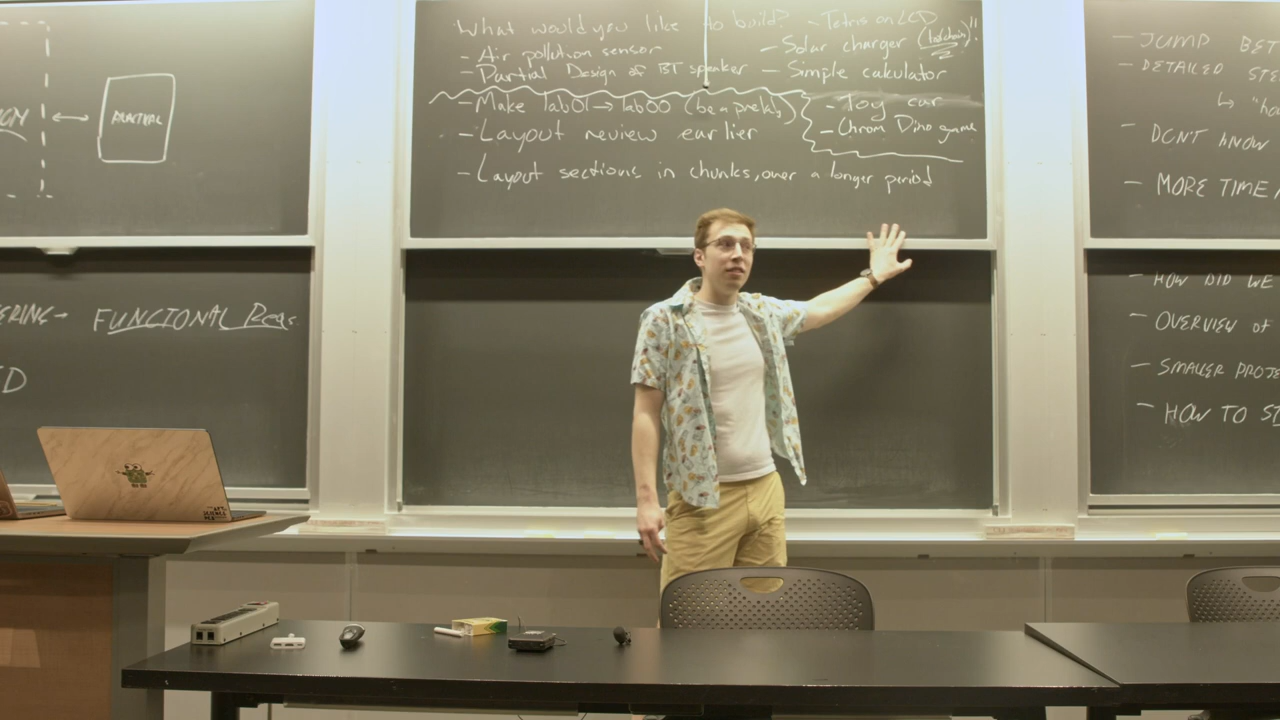 What would you like to build?
- Air pollution sensor
- Partial Design of BT speaker
- Tetris on LCD
- Solar charger (
- Simple calculator
- Make lab01 → lab00 (be a prelab)
- Layout review earlier
- Layout sections in chunks, over a longer period
- Toy car
- Chrom Dino game
FUNCTIONAL Reqs.
- JUMP BET
- DETAILED STE
- DONT KNOW
- MORE TIME
- HOW DID WE
- OVERVIEW of
- SMALLER PROJE
- HOW TO